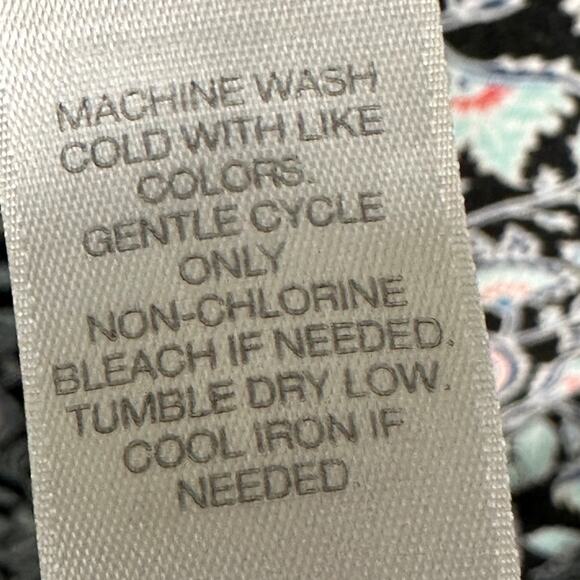 MACHINE WASH
COLD WITH LIKE
COLORS.
GENTLE CYCLE
ONLY
NON-CHLORINE
BLEACH IF NEEDED.
TUMBLE DRY LOW.
COOL IRON IF
NEEDED